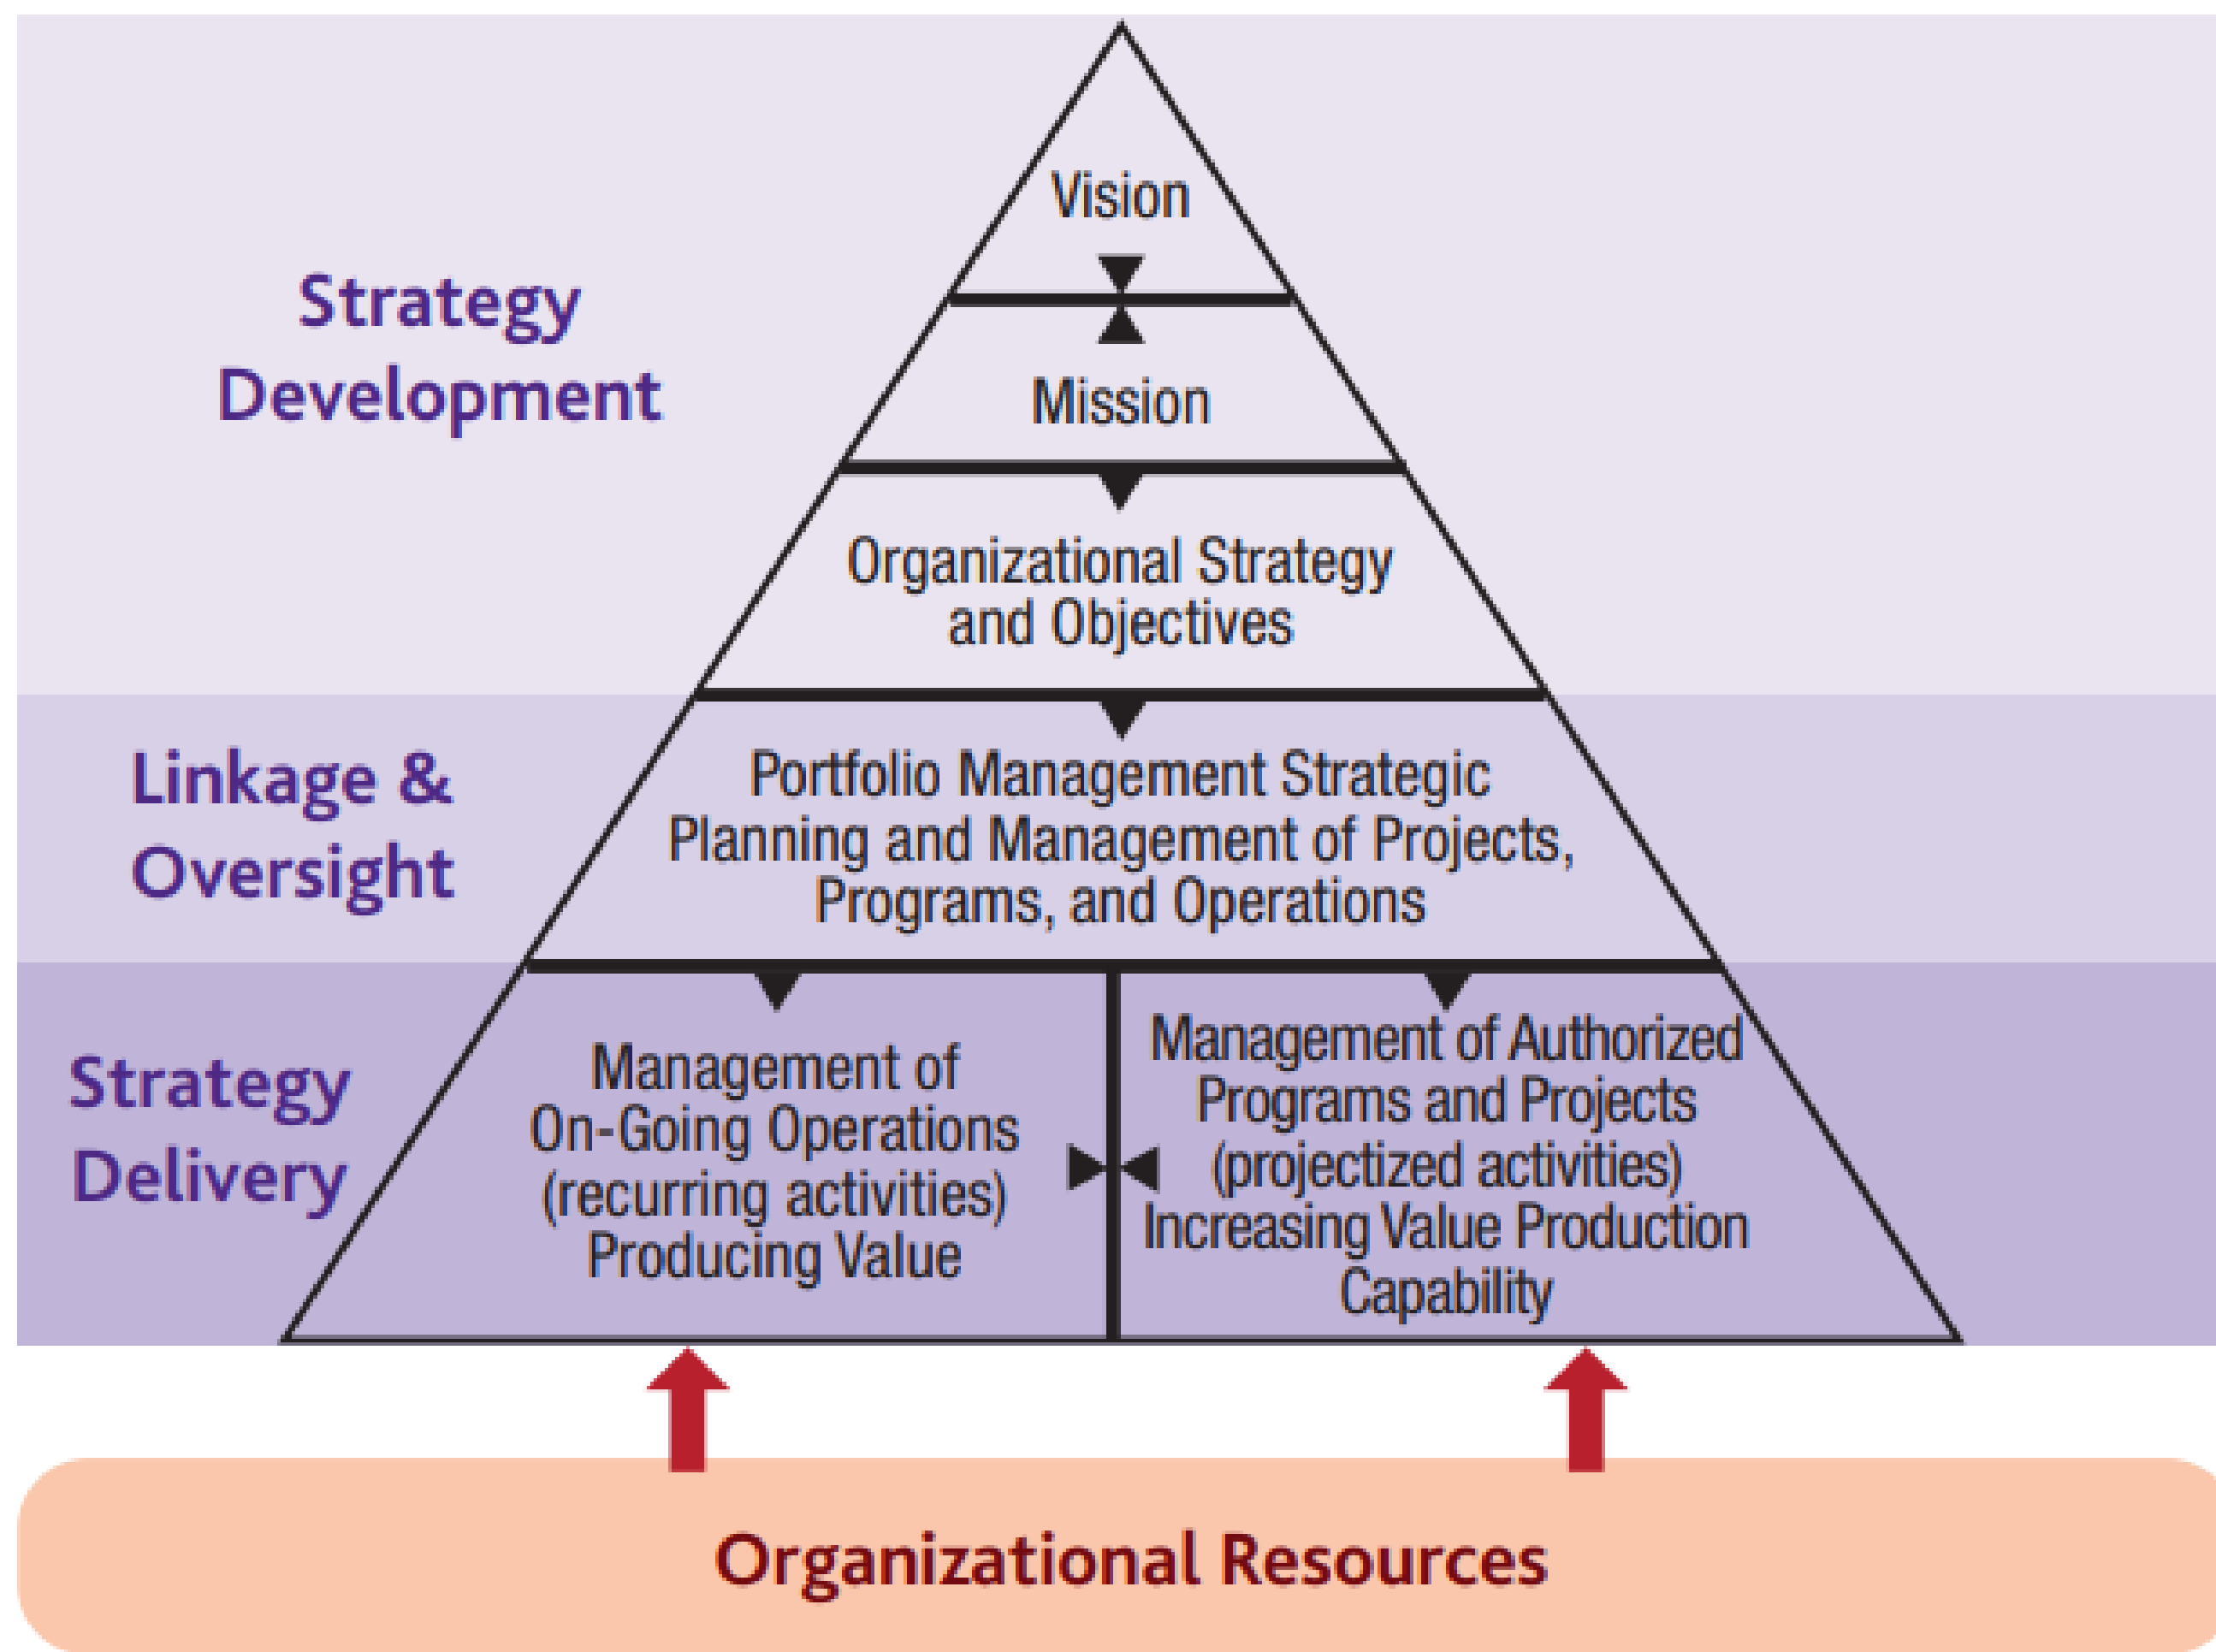 Vision
Strategy
Development
Mission
Organizational Strategy
and Objectives
Linkage &
Oversight
Portfolio Management Strategic
Planning and Management of Projects,
Programs, and Operations
Strategy
Delivery
Management of
On-Going Operations
(recurring activities)
Producing Value
Management of Authorized
Programs and Projects
(projectized activities)
Increasing Value Production
Capability
Organizational Resources